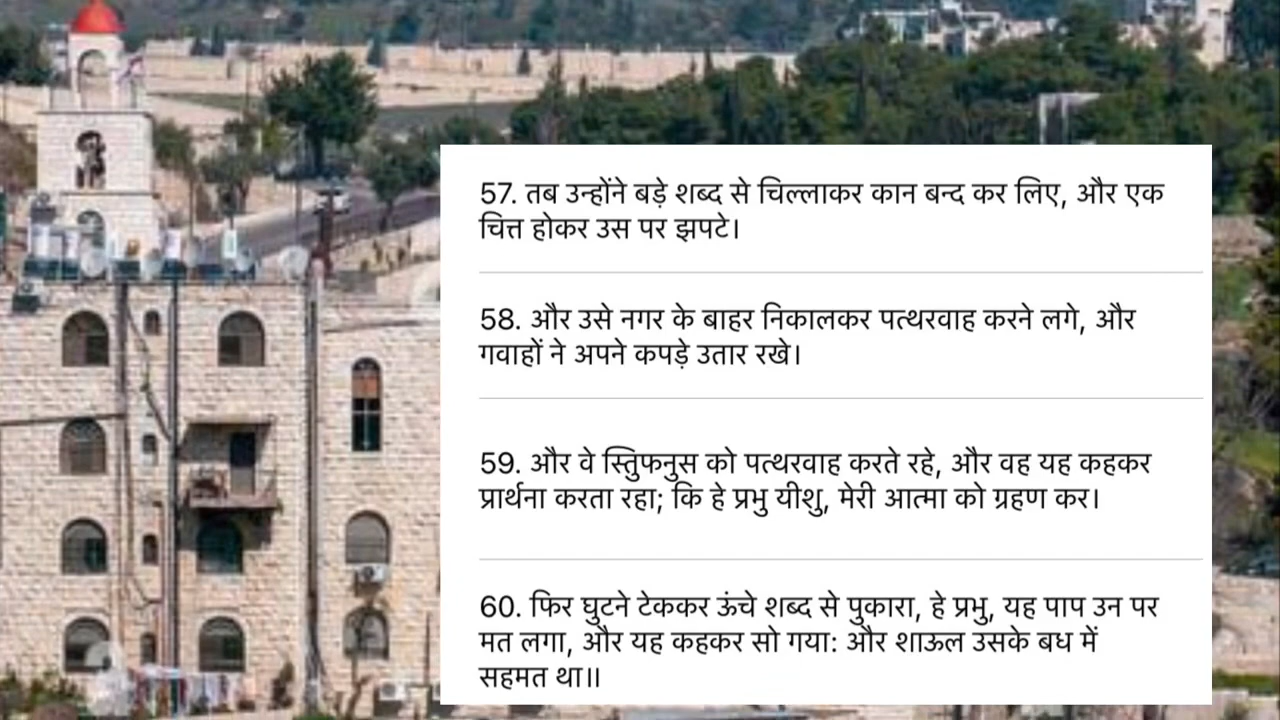 57. तब उन्होंने बड़े शब्द से चिल्लाकर कान बन्द कर लिए, और एक
चित्त होकर उस पर झपटे।
58. और उसे नगर के बाहर निकालकर पत्थरवाह करने लगे, और
गवाहों ने अपने कपड़े उतार रखे।
59. और वे स्तिुफनुस को पत्थरवाह करते रहे, और वह यह कहकर
प्रार्थना करता रहा; कि हे प्रभु यीशु, मेरी आत्मा को ग्रहण कर।
60. फिर घुटने टेककर ऊंचे शब्द से पुकारा, हे प्रभु, यह पाप उन पर
मत लगा, और यह कहकर सो गया: और शाऊल उसके बध में
सहमत था॥